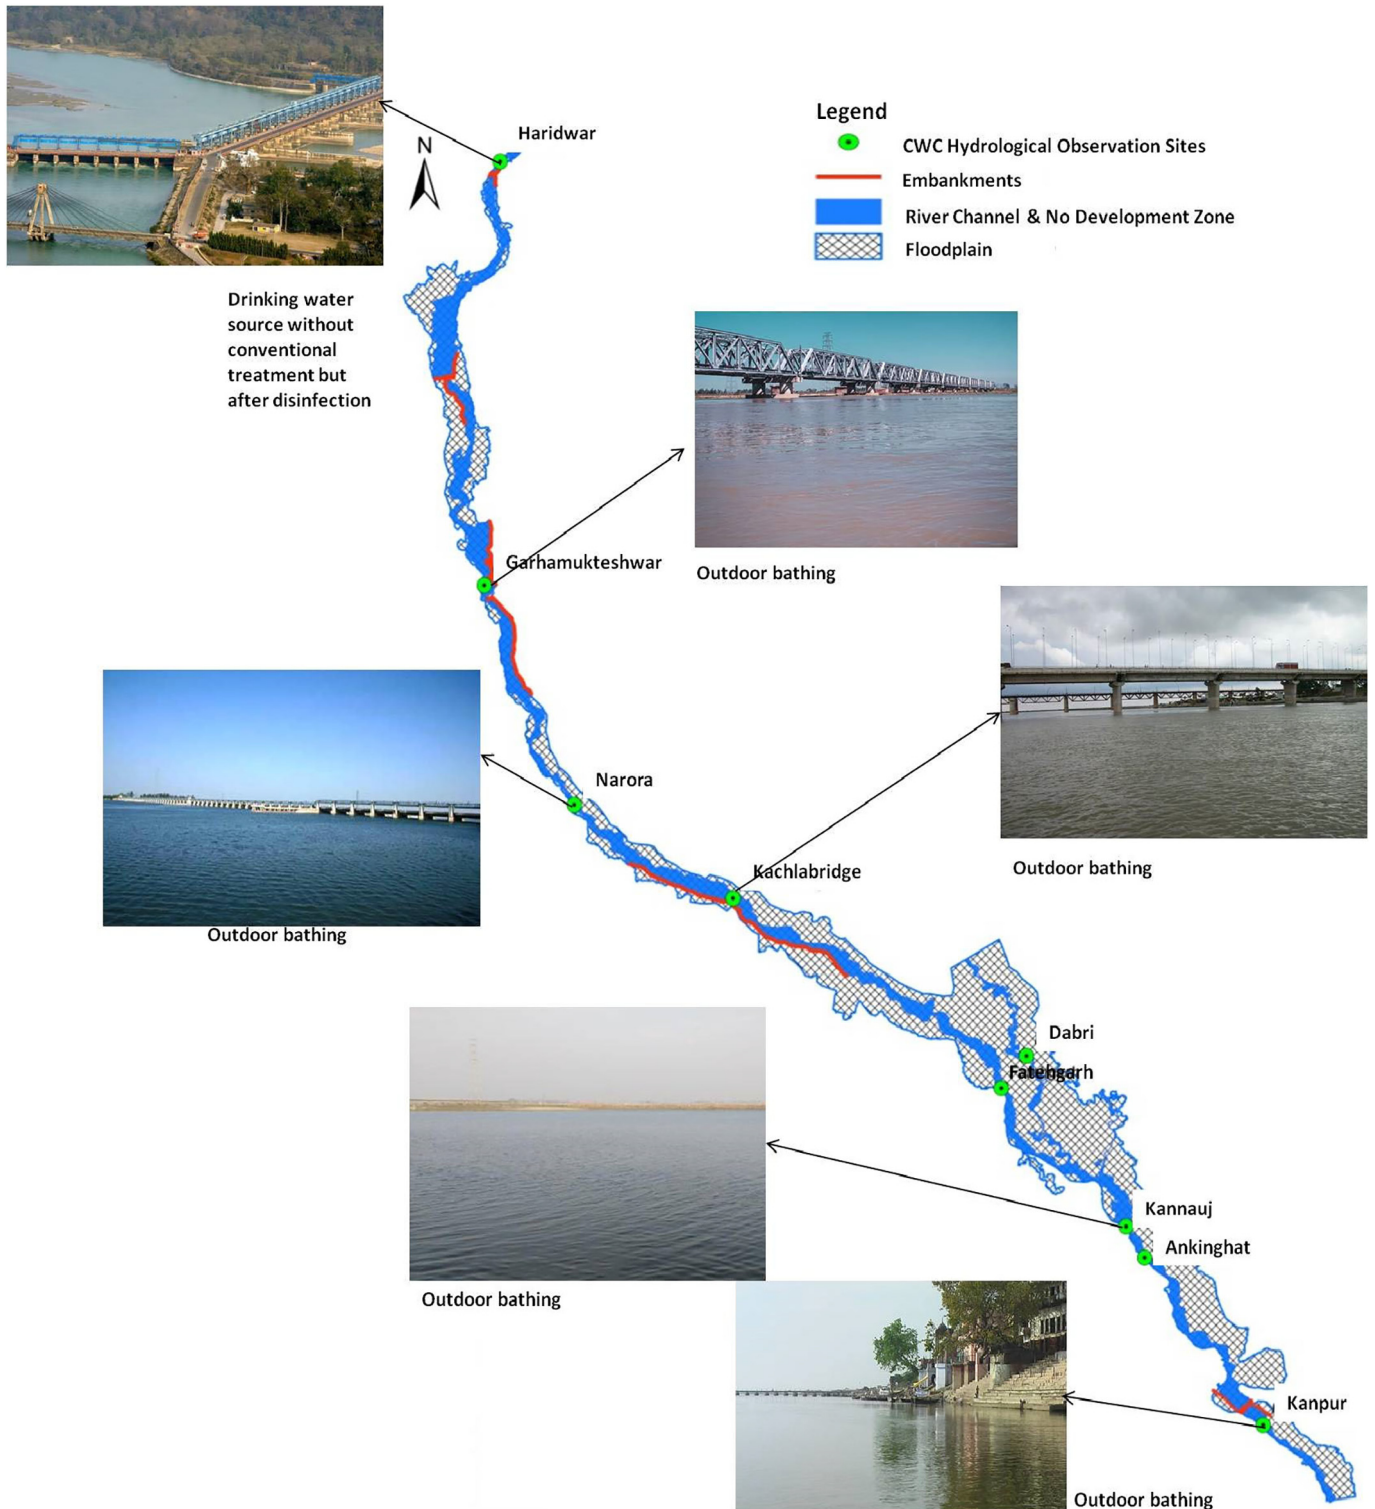 Haridwar
N
Legend
CWC Hydrological Observation Sites
Embankments
River Channel & No Development Zone
Floodplain
Drinking water
source without
conventional
treatment but
after disinfection
Garhamukteshwar
Outdoor bathing
Narora
Outdoor bathing
Kachlabridge
Outdoor bathing
Dabri
Fatehgarh
Kannauj
Ankinghat
Outdoor bathing
Kanpur
Outdoor bathing